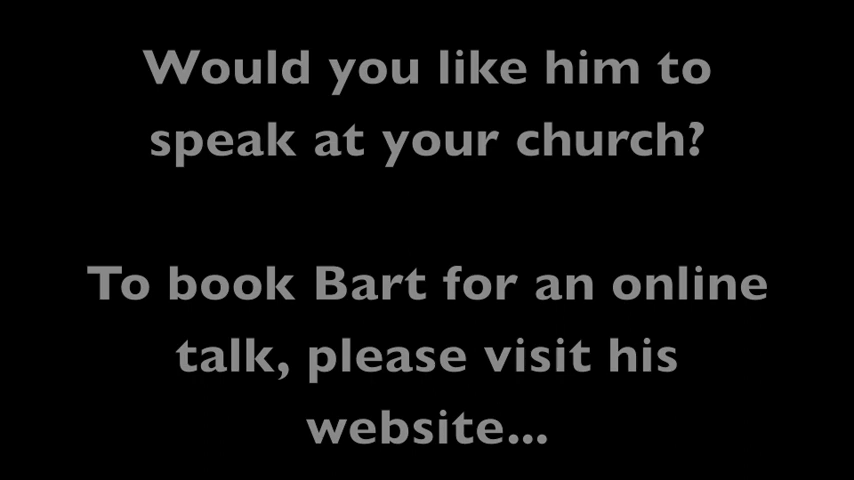 Would you like him to
speak at your church?
To book Bart for an online
talk, please visit his
website...